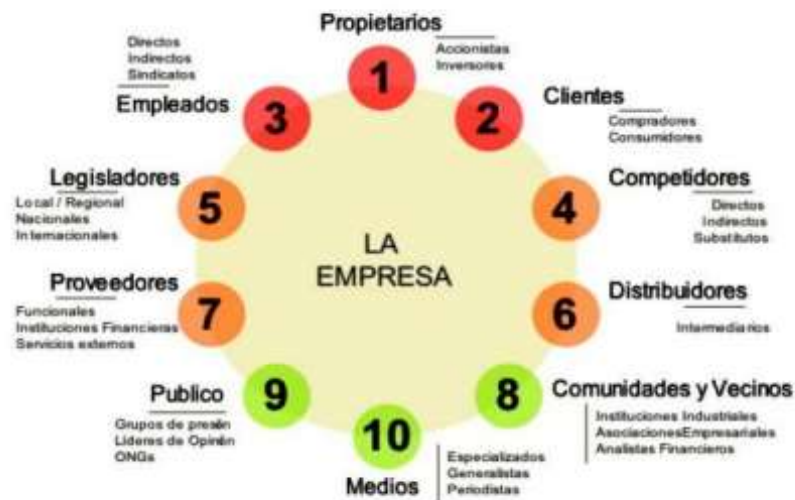 Propietarios
1
Accionistas
Inversores
Directos
Indirectos
Sindicatos
Empleados
3
Clientes
2
Compradores
Consumidores
Legisladores
5
Local / Regional
Nacionales
Internacionales
Competidores
4
Directos
Indirectos
Substitutos
LA
EMPRESA
Proveedores
7
Funcionales
Instituciones Financieras
Servicios externos
Distribuidores
6
Intermediarios
Publico
9
Grupos de presén
Lideres de Opinén
ONGs
Comunidades y Vecinos
8
Instituciones Industriales
AsociacionesEmpresariales
Analistas Financieros
10
Medios
Especializados
Generalistas
Periodistas